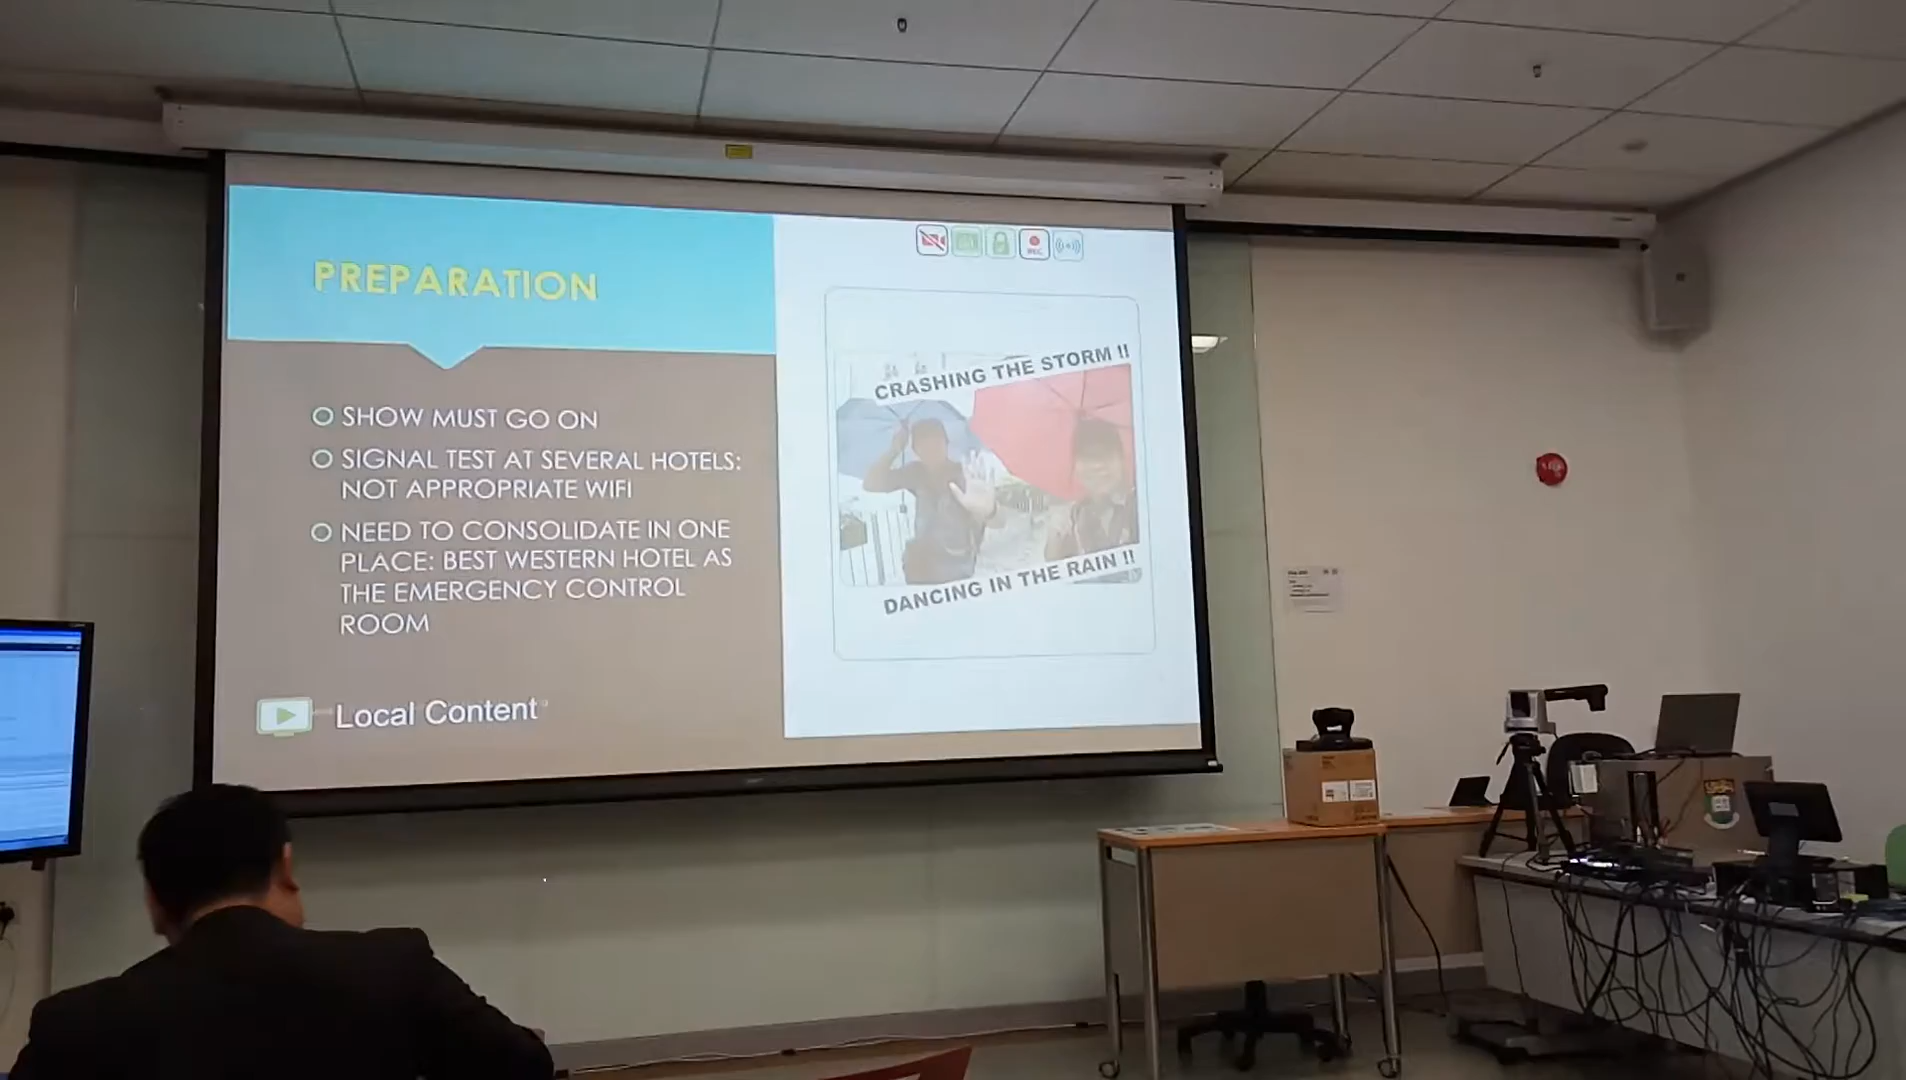 PREPARATION
SHOW MUST GO ON
SIGNAL TEST AT SEVERAL HOTELS:
NOT APPROPRIATE WIFI
NEED TO CONSOLIDATE IN ONE
PLACE: BEST WESTERN HOTEL AS
THE EMERGENCY CONTROL
ROOM
Local Content
REC
CRASHING THE STORM !!
DANCING IN THE RAIN !!